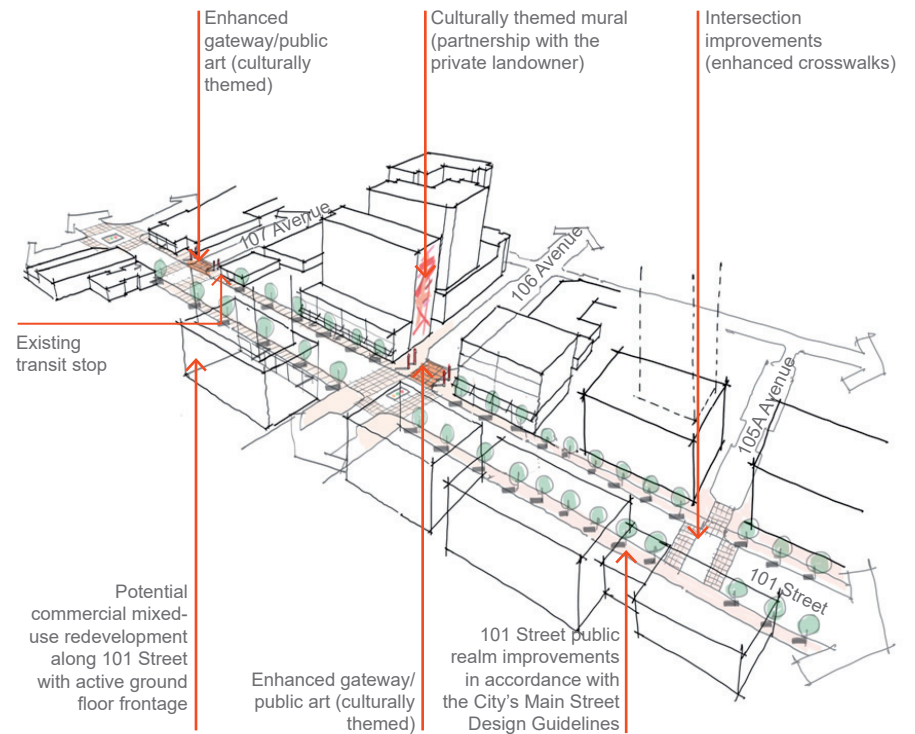 Enhanced
gateway/public
art (culturally
themed)
Culturally themed mural
(partnership with the
private landowner)
Intersection
improvements
(enhanced crosswalks)
107 Avenue
106 Avenue
105A Avenue
101 Street
Existing
transit stop
Potential
commercial mixed-
use redevelopment
along 101 Street
with active ground
floor frontage
Enhanced gateway/
public art (culturally
themed)
101 Street public
realm improvements
in accordance with
the City's Main Street
Design Guidelines